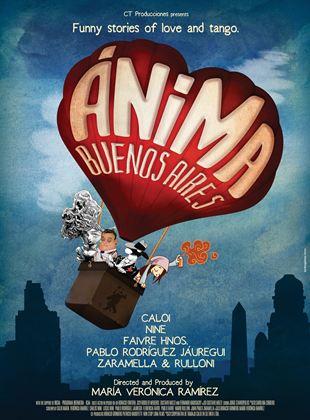 CT Producciones presents
Funny stories of love and tango.
ÁNiMA
BUENOS AIRES
CALOI
NINE
FAIVRE HNOS.
PABLO RODRÍGUEZ JÁUREGUI
ZARAMELLA & RULLONI
Directed and Produced by
MARÍA VERÓNICA RAMÍREZ